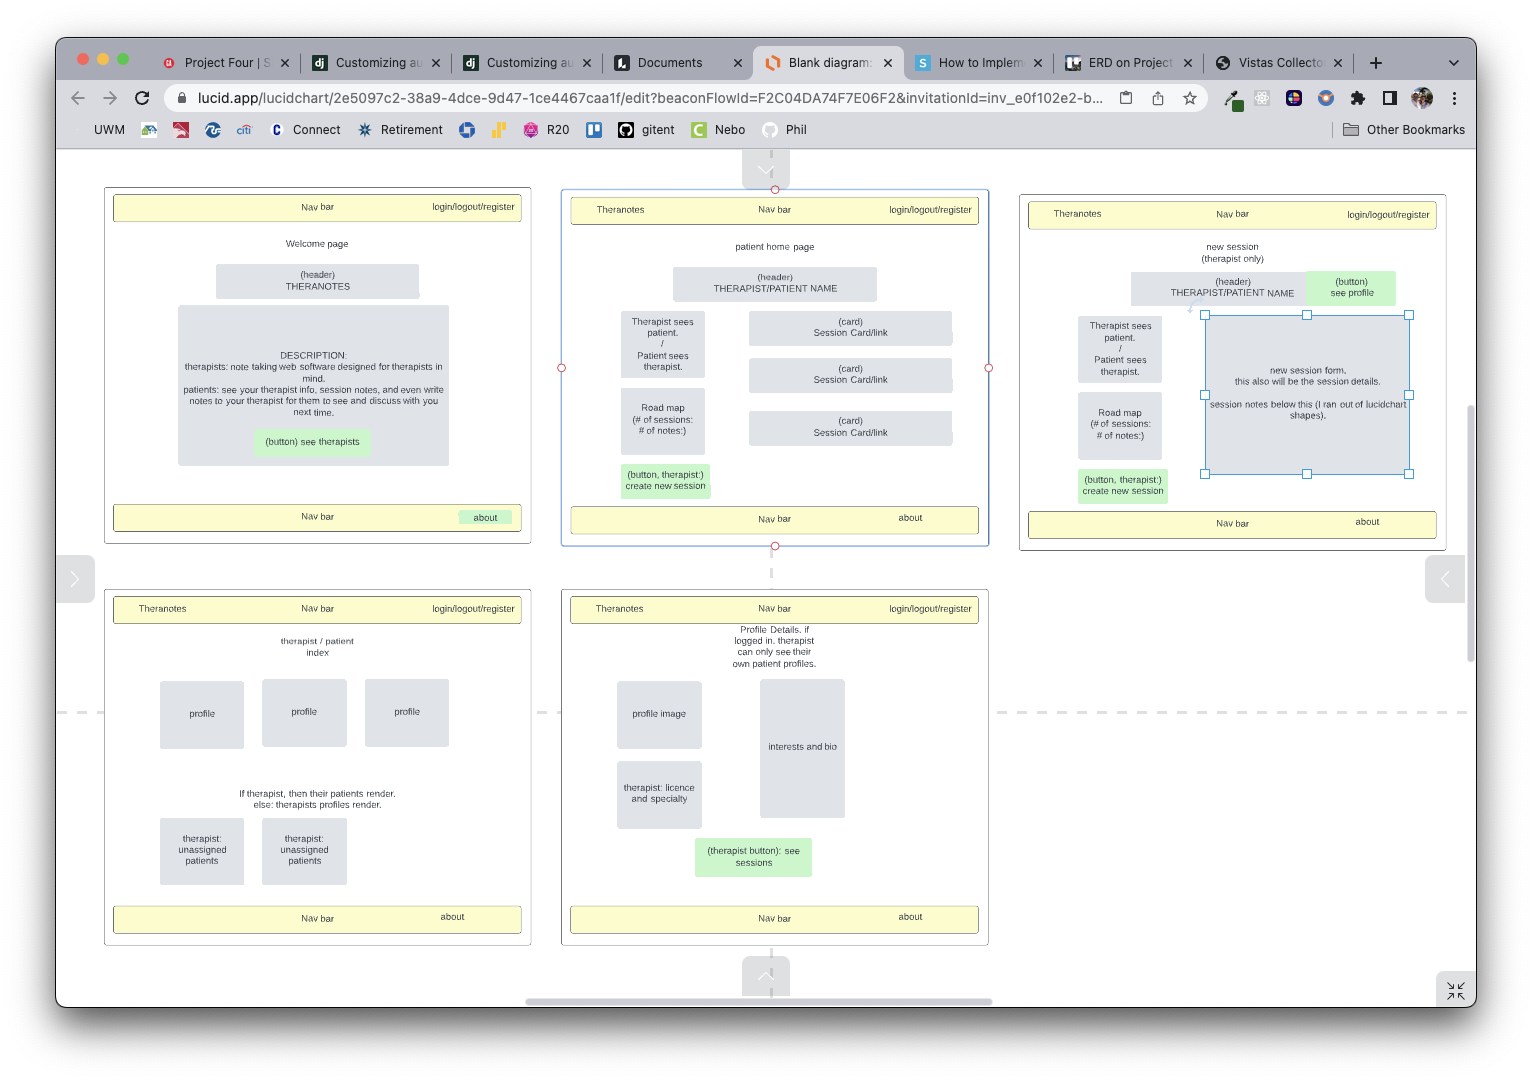 Project Four | S
Customizing au
Customizing au
Documents
Blank diagram:
How to Implem
ERD on Project
Vistas Collecto
lucid.app/lucidchart/2e5097c2-38a9-4dce-9d47-1ce4467caa1f/edit?beaconFlowId=F2C04DA74F7E06F2&invitationId=inv_e0f102e2-b...
UWM
citi
Connect
Retirement
R20
gitent
Nebo
Phil
Other Bookmarks
Nav bar
login/logout/register
Welcome page
(header)
THERANOTES
DESCRIPTION:
therapists: note taking web software designed for therapists in
mind.
patients: see your therapist info, session notes, and even write
notes to your therapist for them to see and discuss with you
next time.
(button) see therapists
Nav bar
about
Theranotes
Nav bar
login/logout/register
patient home page
(header)
THERAPIST/PATIENT NAME
Therapist sees
patient.
/
Patient sees
therapist.
(card)
Session Card/link
(card)
Session Card/link
Road map
(# of sessions:
# of notes:)
(card)
Session Card/link
(button, therapist:)
create new session
Nav bar
about
Theranotes
Nav bar
login/logout/register
new session
(therapist only)
(header)
THERAPIST/PATIENT NAME
(button)
see profile
Therapist sees
patient.
/
Patient sees
therapist.
new session form.
this also will be the session details.
session notes below this (I ran out of lucidchart
shapes).
Road map
(# of sessions:
# of notes:)
(button, therapist:)
create new session
Nav bar
about
Theranotes
Nav bar
login/logout/register
therapist / patient
index
profile
profile
profile
If therapist, then their patients render.
else: therapists profiles render.
therapist:
unassigned
patients
therapist:
unassigned
patients
Nav bar
about
Theranotes
Nav bar
login/logout/register
Profile Details. if
logged in. therapist
can only see their
own patient profiles.
profile image
interests and bio
therapist: licence
and specialty
(therapist button): see
sessions
Nav bar
about